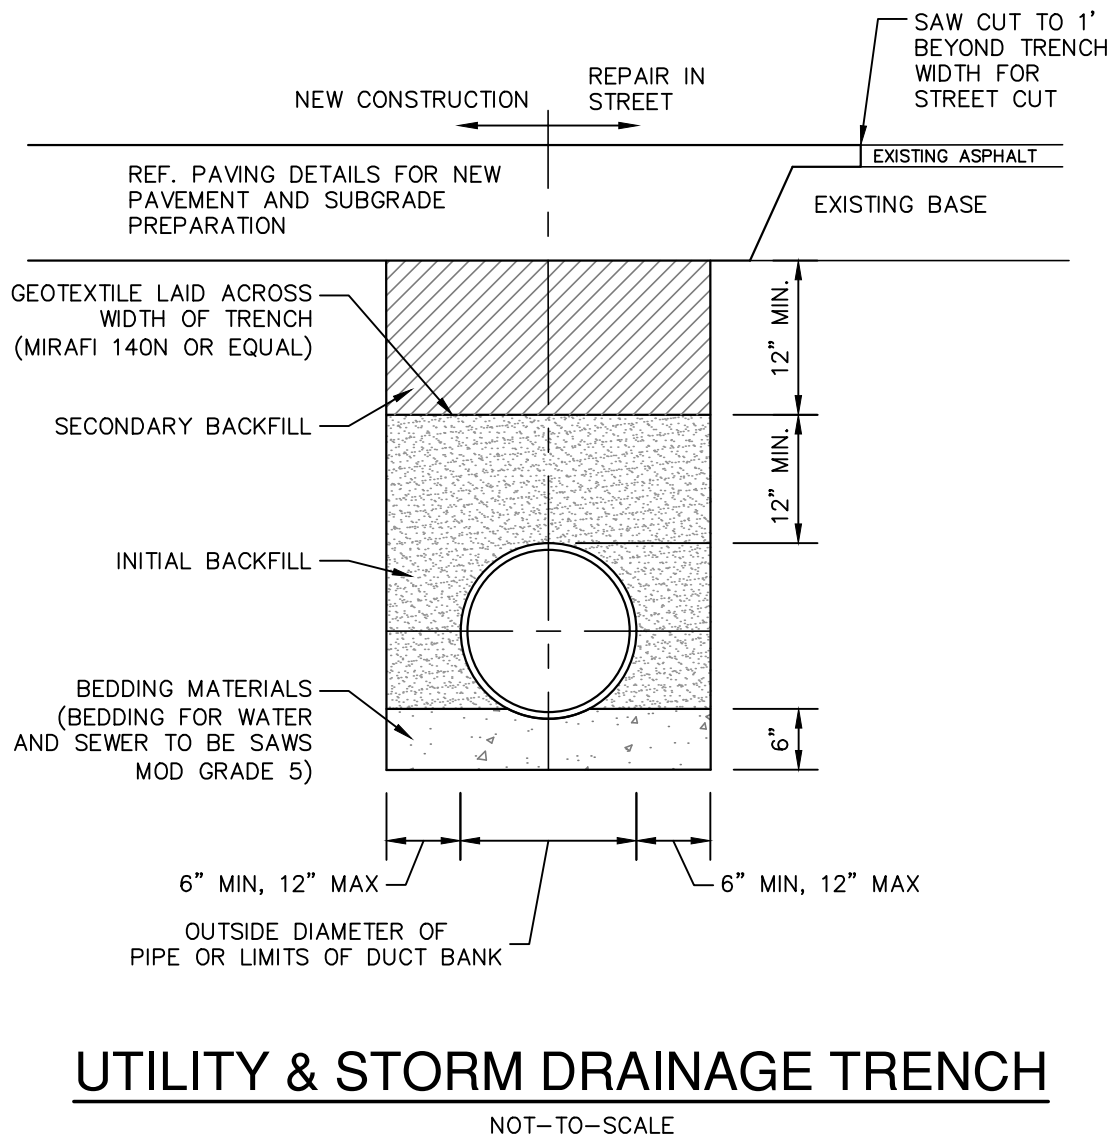 SAW CUT TO 1'
BEYOND TRENCH
WIDTH FOR
STREET CUT
NEW CONSTRUCTION
REPAIR IN
STREET
EXISTING ASPHALT
REF. PAVING DETAILS FOR NEW
PAVEMENT AND SUBGRADE
PREPARATION
EXISTING BASE
GEOTEXTILE LAID ACROSS
WIDTH OF TRENCH
(MIRAFI 140N OR EQUAL)
12" MIN.
SECONDARY BACKFILL
12" MIN.
INITIAL BACKFILL
BEDDING MATERIALS
(BEDDING FOR WATER
AND SEWER TO BE SAWS
MOD GRADE 5)
6"
6" MIN, 12" MAX
6" MIN, 12" MAX
OUTSIDE DIAMETER OF
PIPE OR LIMITS OF DUCT BANK
UTILITY & STORM DRAINAGE TRENCH
NOT-TO-SCALE